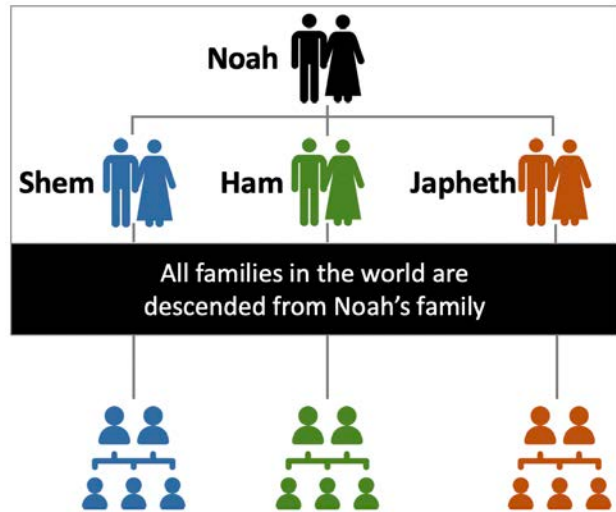 Noah
Shem
Ham
Japheth
All families in the world are
descended from Noah's family